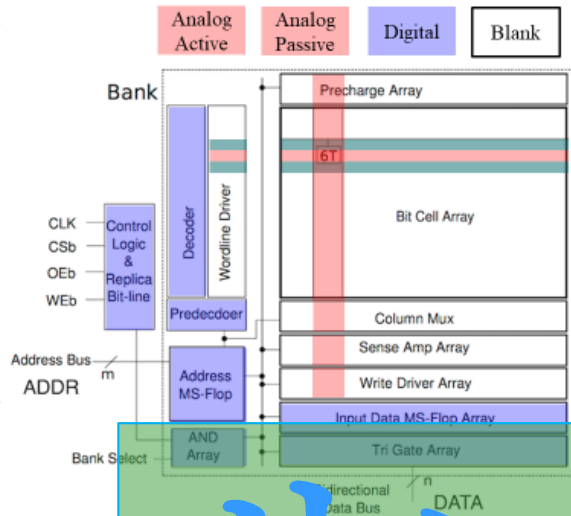 Analog Active
Analog Passive
Digital
Blank
Bank
Precharge Array
6T
Decoder
Wordline Driver
Bit Cell Array
CLK
CSb
OEb
WEb
Control
Logic
&
Replica
Bit-line
Predecdoer
Column Mux
Sense Amp Array
Write Driver Array
Address Bus
m
ADDR
Address
MS-Flop
Input Data MS-Flop Array
AND
Array
Tri Gate Array
Bank Select
n
Data Bus
DATA